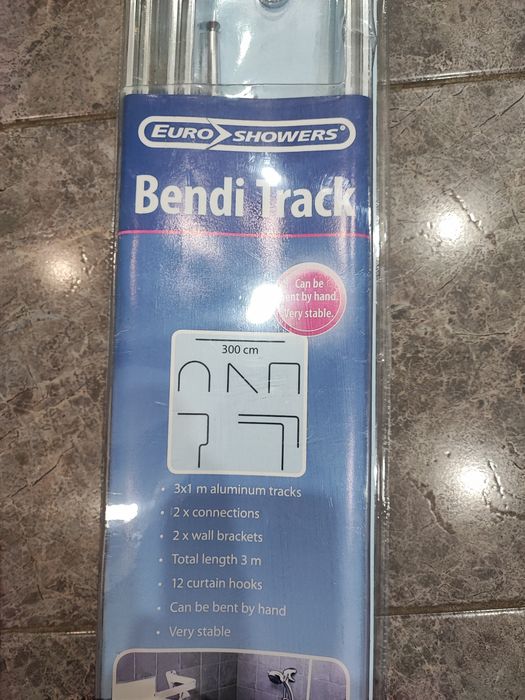 EURO SHOWERS®
Bendi Track
Can be
bent by hand.
Very stable.
300 cm
• 3x1 m aluminum tracks
• 2 x connections
• 2 x wall brackets
• Total length 3 m
• 12 curtain hooks
• Can be bent by hand
• Very stable